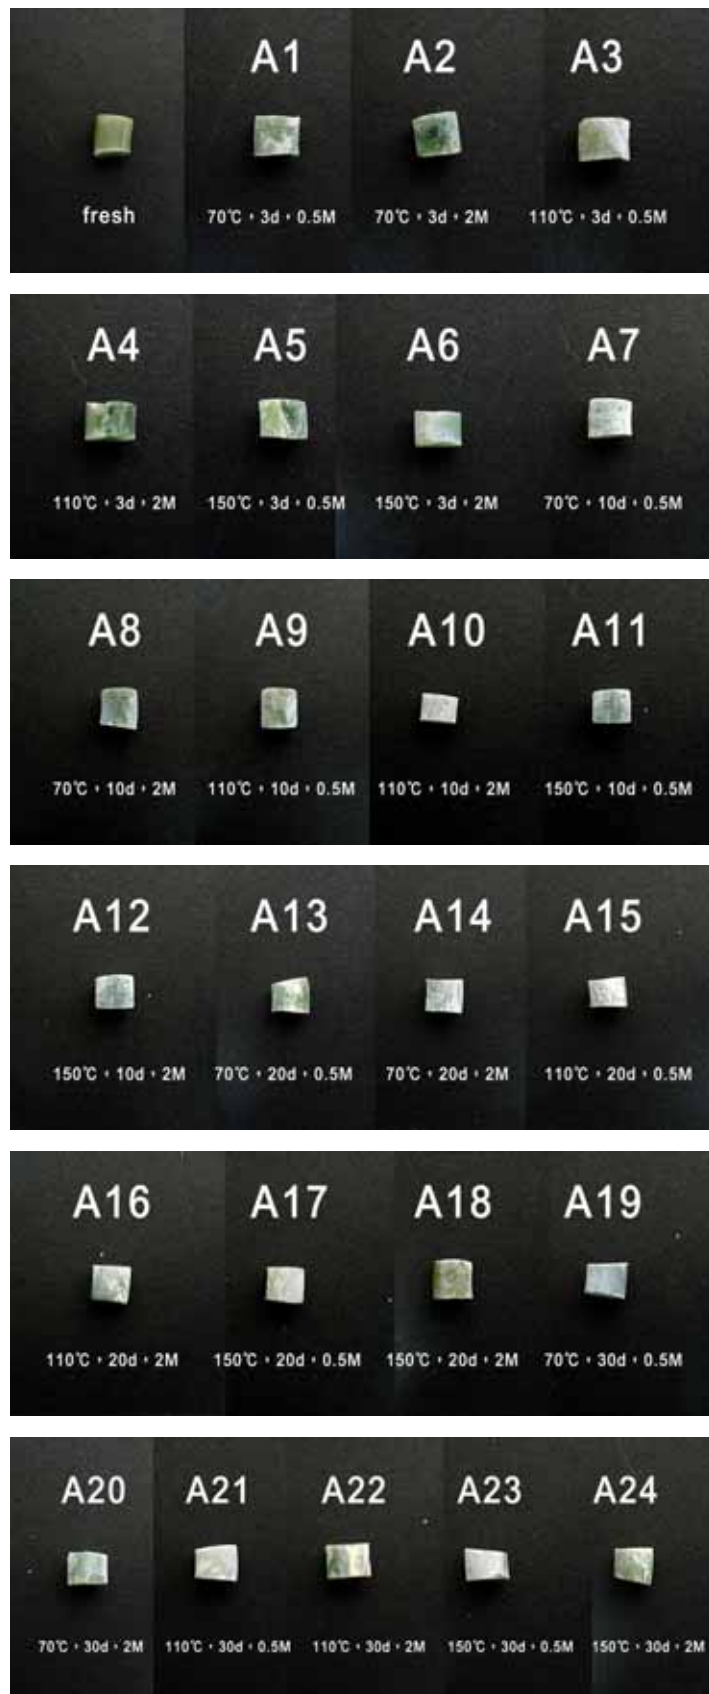 A1 A2 A3
fresh 70℃,3d,0.5M 70℃,3d,2M 110℃,3d,0.5M
A4 A5 A6 A7
110℃,3d,2M 150℃,3d,0.5M 150℃,3d,2M 70℃,10d,0.5M
A8 A9 A10 A11
70℃,10d,2M 110℃,10d,0.5M 110℃,10d,2M 150℃,10d,0.5M
A12 A13 A14 A15
150℃,10d,2M 70℃,20d,0.5M 70℃,20d,2M 110℃,20d,0.5M
A16 A17 A18 A19
110℃,20d,2M 150℃,20d,0.5M 150℃,20d,2M 70℃,30d,0.5M
A20 A21 A22 A23 A24
70℃,30d,2M 110℃,30d,0.5M 110℃,30d,2M 150℃,30d,0.5M 150℃,30d,2M